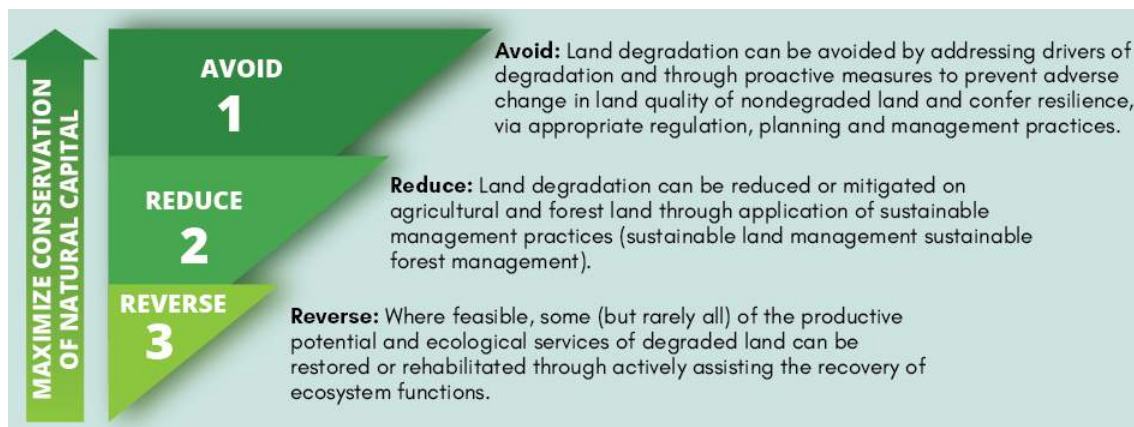 MAXIMIZE CONSERVATION
OF NATURAL CAPITAL
AVOID
1
Avoid: Land degradation can be avoided by addressing drivers of
degradation and through proactive measures to prevent adverse
change in land quality of nondegraded land and confer resilience,
via appropriate regulation, planning and management practices.
REDUCE
2
Reduce: Land degradation can be reduced or mitigated on
agricultural and forest land through application of sustainable
management practices (sustainable land management sustainable
forest management).
REVERSE
3
Reverse: Where feasible, some (but rarely all) of the productive
potential and ecological services of degraded land can be
restored or rehabilitated through actively assisting the recovery of
ecosystem functions.